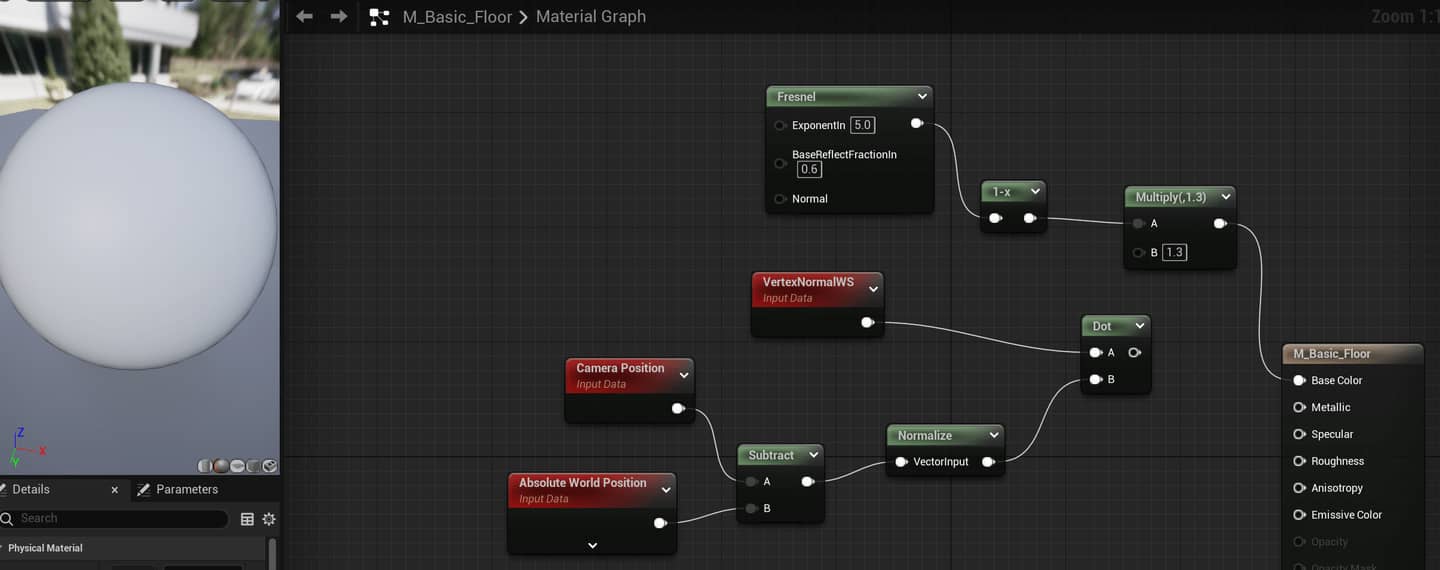 M_Basic_Floor > Material Graph
Zoom 1:1
Fresnel
ExponentIn 5.0
BaseReflectFractionIn
0.6
Normal
1-x
Multiply(,1.3)
A
B 1.3
VertexNormalWS
Input Data
Dot
A
B
Camera Position
Input Data
M_Basic_Floor
Base Color
Metallic
Specular
Roughness
Anisotropy
Emissive Color
Opacity
Opacity Mask
Normalize
VectorInput
Subtract
A
B
Absolute World Position
Input Data
Z
X
Y
Details
Parameters
Search
Physical Material